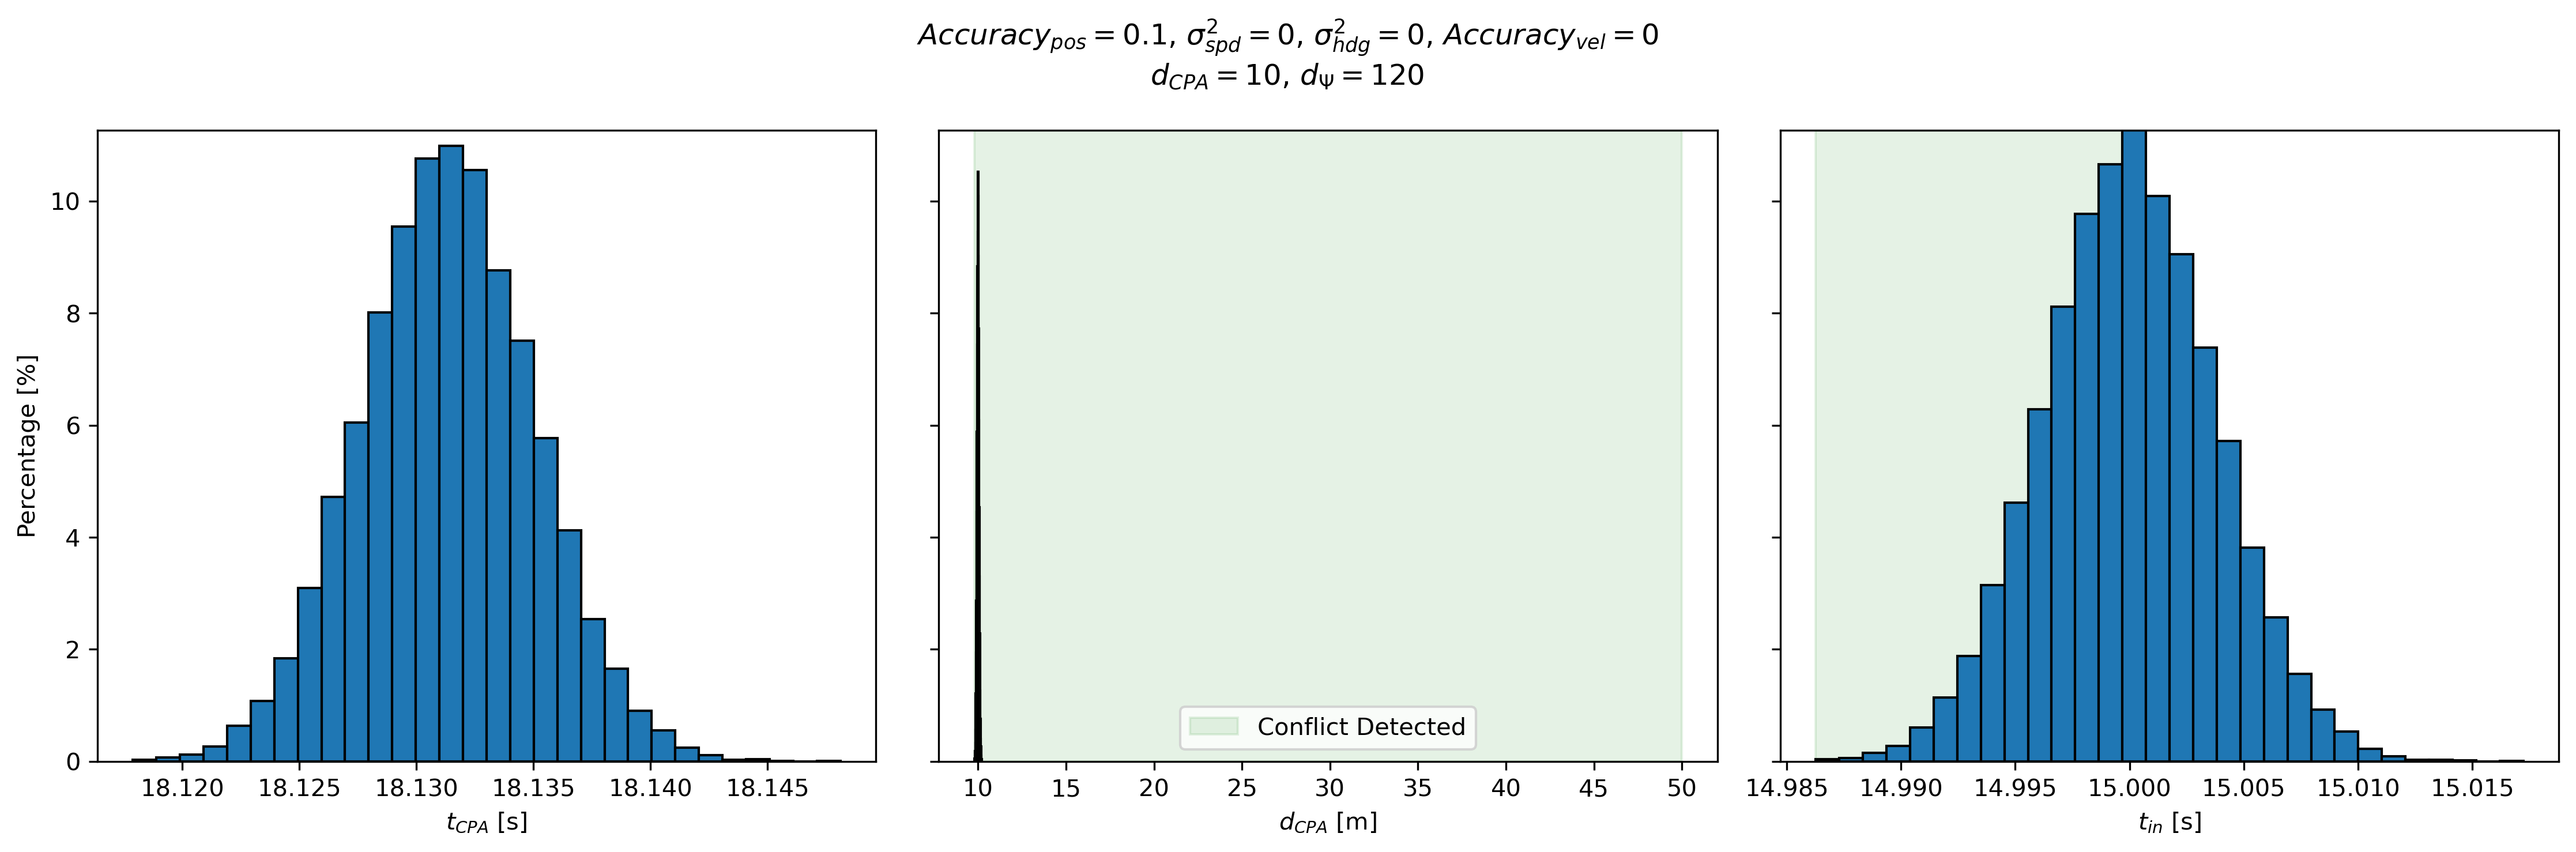 Accuracy_pos = 0.1, σ²_spd = 0, σ²_hdg = 0, Accuracy_vel = 0
d_CPA = 10, d_Ψ = 120
Percentage [%]
10
8
6
4
2
0
18.120 18.125 18.130 18.135 18.140 18.145
t_CPA [s]
Conflict Detected
10 15 20 25 30 35 40 45 50
d_CPA [m]
14.985 14.990 14.995 15.000 15.005 15.010 15.015
t_in [s]